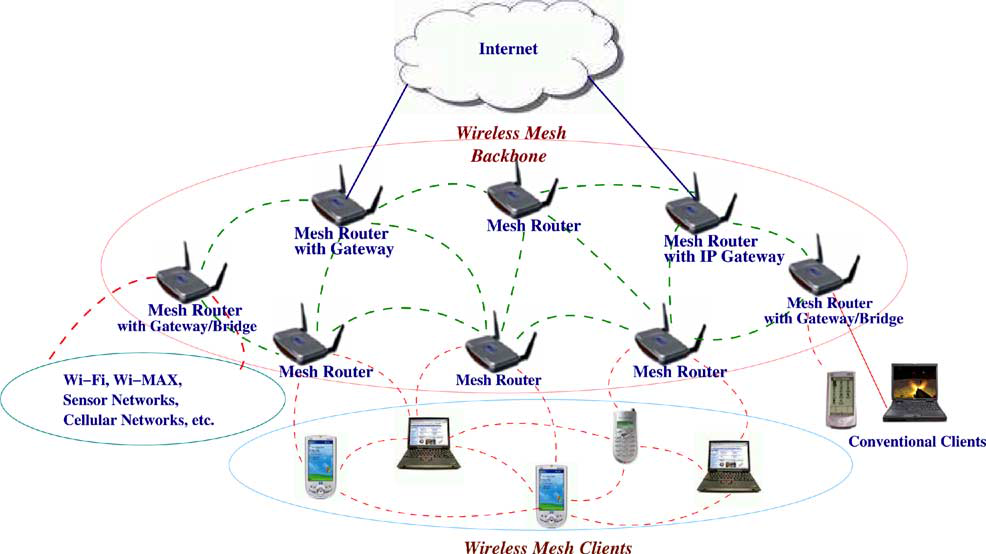 Internet
Wireless Mesh
Backbone
Mesh Router
with Gateway
Mesh Router
Mesh Router
with IP Gateway
Mesh Router
with Gateway/Bridge
Mesh Router
with Gateway/Bridge
Mesh Router
Mesh Router
Mesh Router
Wi–Fi, Wi–MAX,
Sensor Networks,
Cellular Networks, etc.
Conventional Clients
Wireless Mesh Clients